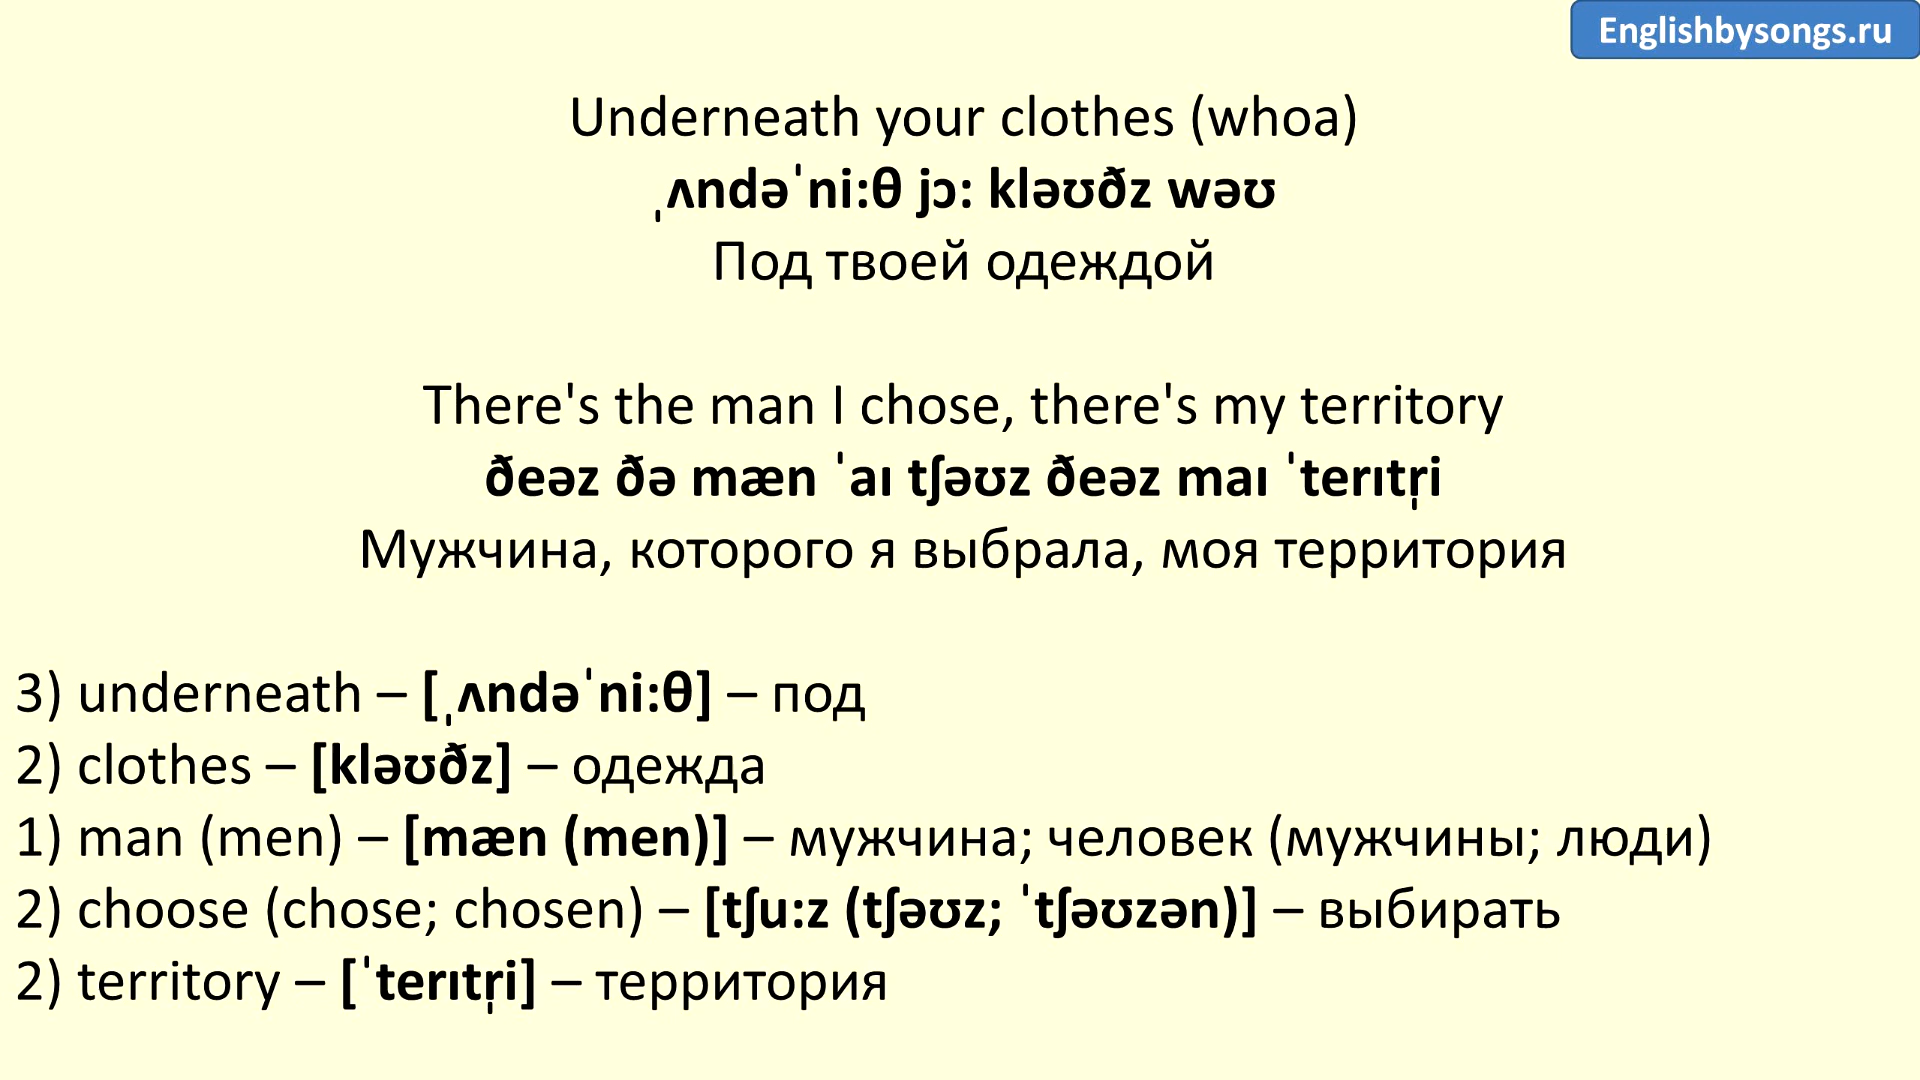 Englishbysongs.ru
Underneath your clothes (whoa)
ˌʌndəˈni:θ jɔ: kləʊðz wəʊ
Под твоей одеждой
There's the man I chose, there's my territory
ðeəz ðə mæn ˈaɪ tʃəʊz ðeəz maɪ ˈterɪtr̩i
Мужчина, которого я выбрала, моя территория
3) underneath – [ˌʌndəˈni:θ] – под
2) clothes – [kləʊðz] – одежда
1) man (men) – [mæn (men)] – мужчина; человек (мужчины; люди)
2) choose (chose; chosen) – [tʃu:z (tʃəʊz; ˈtʃəʊzən)] – выбирать
2) territory – [ˈterɪtr̩i] – территория